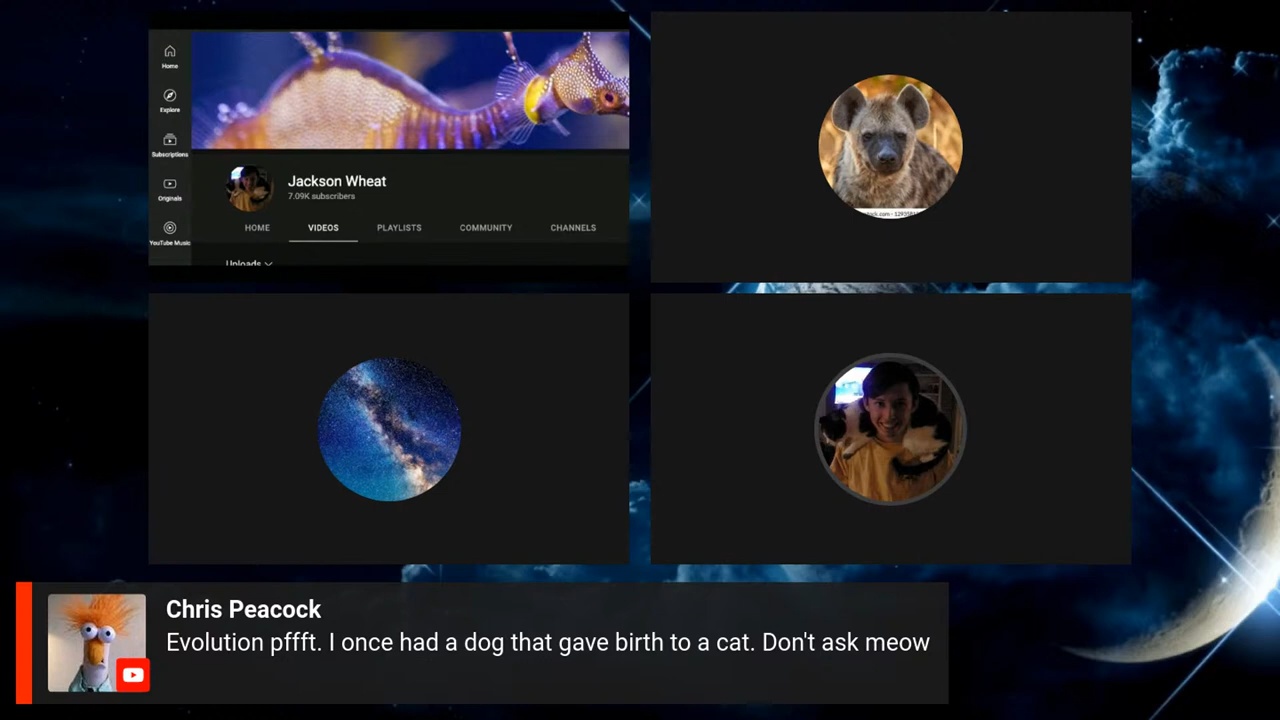 Home
Explore
Subscriptions
Originals
YouTube Music
Jackson Wheat
7.09K subscribers
HOME VIDEOS PLAYLISTS COMMUNITY CHANNELS
Uploads
Chris Peacock
Evolution pffft. I once had a dog that gave birth to a cat. Don't ask meow